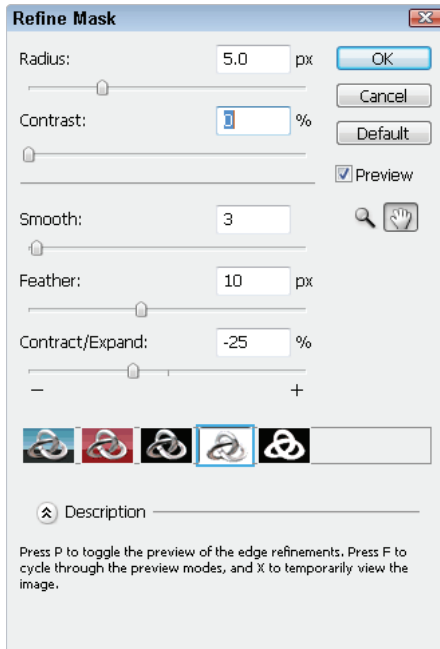 Refine Mask
Radius: 5.0 px
OK
Cancel
Contrast: 0 %
Default
Preview
Smooth: 3
Feather: 10 px
Contract/Expand: -25 %
− +
Description
Press P to toggle the preview of the edge refinements. Press F to
cycle through the preview modes, and X to temporarily view the
image.